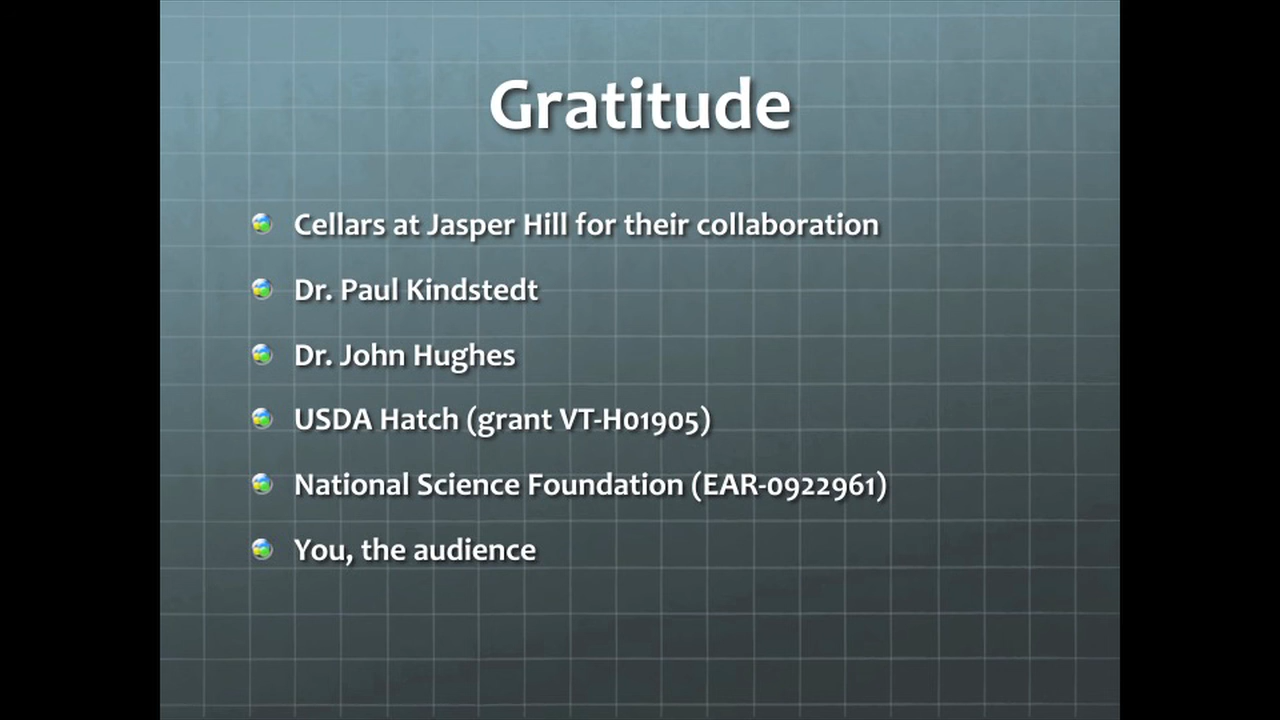 Gratitude
Cellars at Jasper Hill for their collaboration
Dr. Paul Kindstedt
Dr. John Hughes
USDA Hatch (grant VT-H01905)
National Science Foundation (EAR-0922961)
You, the audience